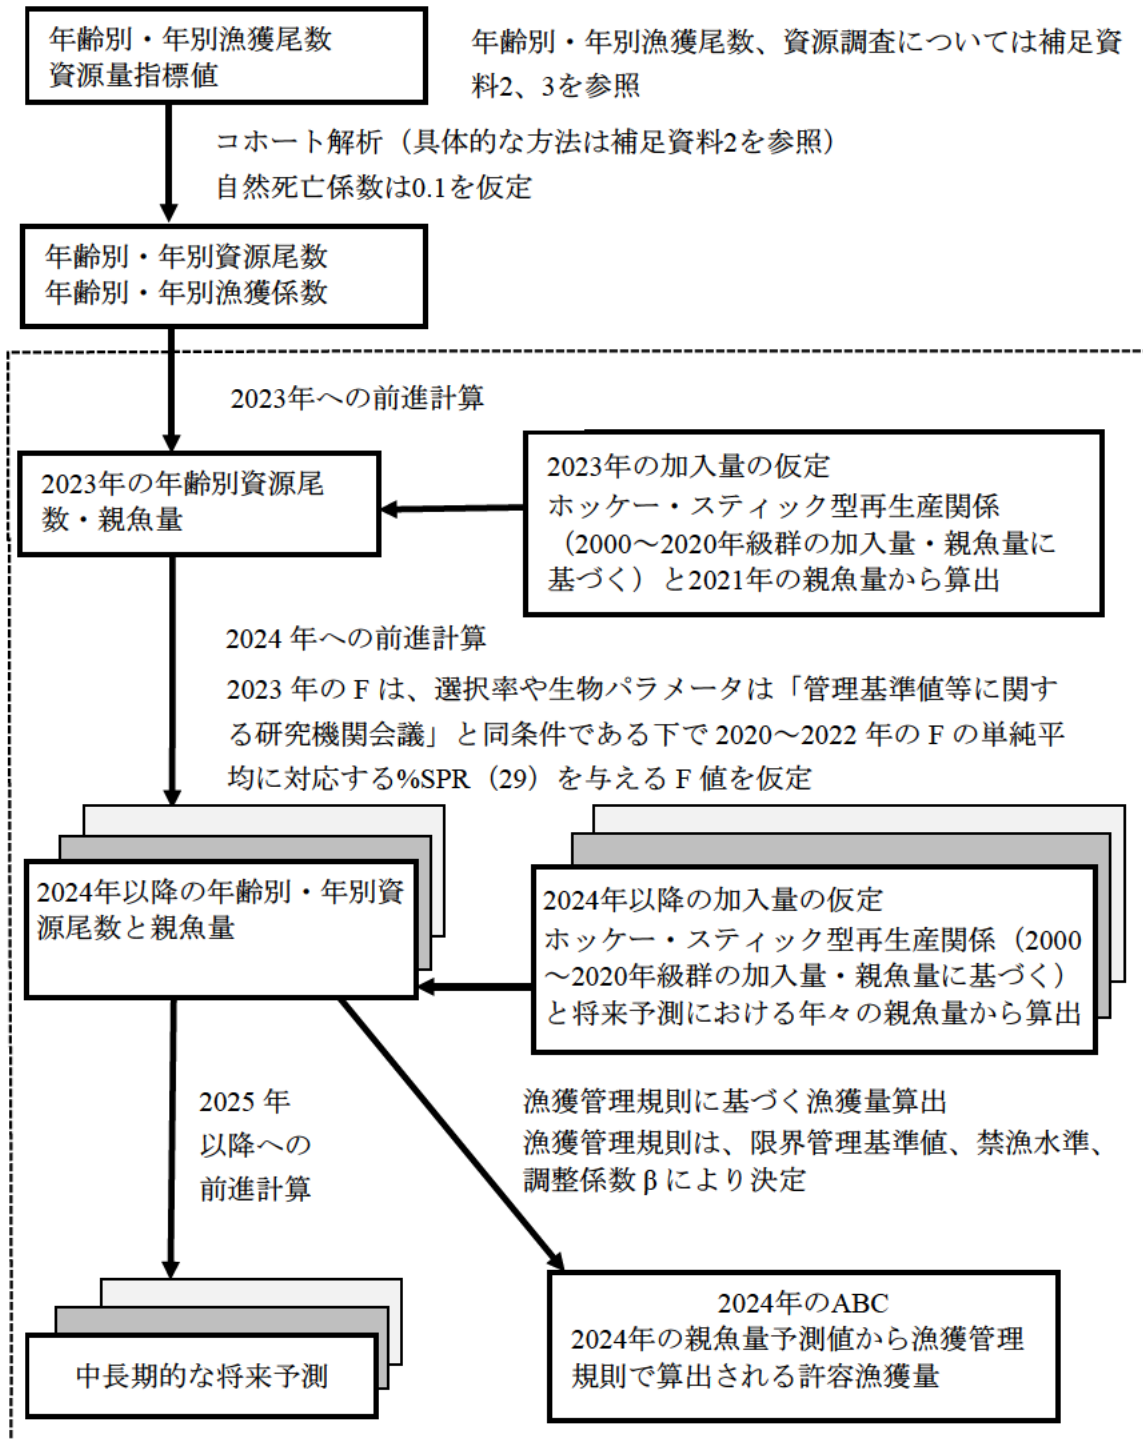 年齢別・年別漁獲尾数
資源量指標値
年齢別・年別漁獲尾数、資源調査については補足資
料2、3を参照
コホート解析（具体的な方法は補足資料2を参照）
自然死亡係数は0.1を仮定
年齢別・年別資源尾数
年齢別・年別漁獲係数
2023年への前進計算
2023年の年齢別資源尾
数・親魚量
2023年の加入量の仮定
ホッケー・スティック型再生産関係
（2000～2020年級群の加入量・親魚量に
基づく）と2021年の親魚量から算出
2024 年への前進計算
2023 年の F は、選択率や生物パラメータは「管理基準値等に関す
る研究機関会議」と同条件である下で 2020～2022 年の F の単純平
均に対応する%SPR（29）を与える F 値を仮定
2024年以降の年齢別・年別資
源尾数と親魚量
2024年以降の加入量の仮定
ホッケー・スティック型再生産関係（2000
～2020年級群の加入量・親魚量に基づく）
と将来予測における年々の親魚量から算出
2025 年
以降への
前進計算
漁獲管理規則に基づく漁獲量算出
漁獲管理規則は、限界管理基準値、禁漁水準、
調整係数 β により決定
中長期的な将来予測
2024年のABC
2024年の親魚量予測値から漁獲管理
規則で算出される許容漁獲量